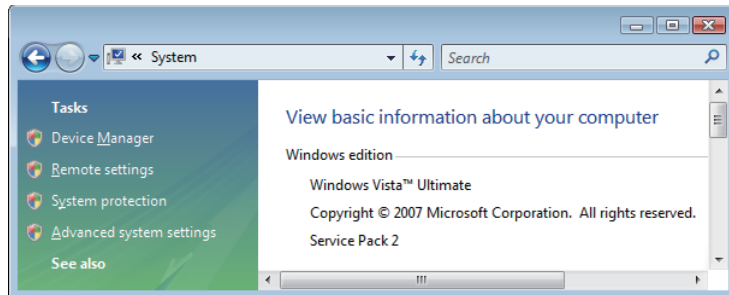 « System
Search
Tasks
Device Manager
Remote settings
System protection
Advanced system settings
See also
View basic information about your computer
Windows edition
Windows Vista™ Ultimate
Copyright © 2007 Microsoft Corporation. All rights reserved.
Service Pack 2